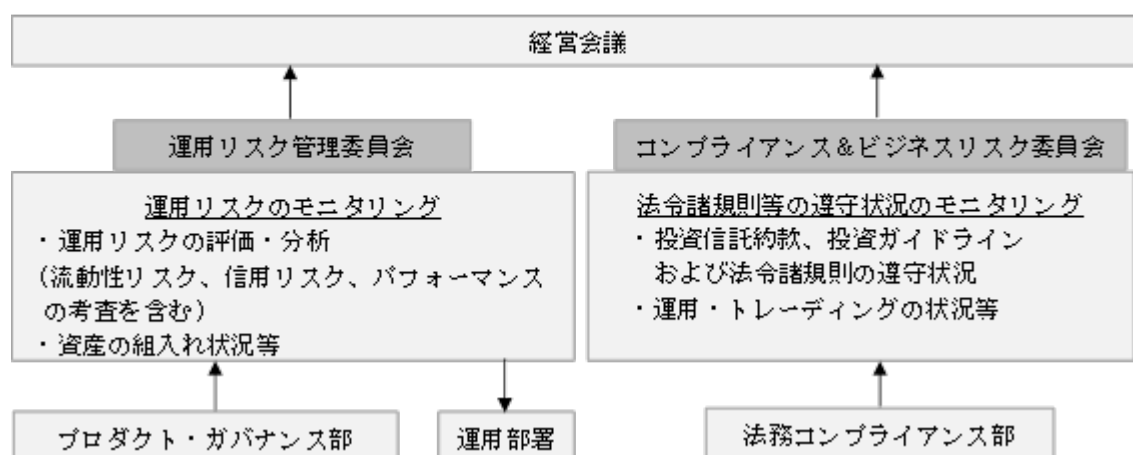 経営会議
運用リスク管理委員会
運用リスクのモニタリング
・運用リスクの評価・分析
(流動性リスク、信用リスク、パフォーマンス
の考査を含む)
・資産の組入れ状況等
プロダクト・ガバナンス部
運用部署
コンプライアンス&ビジネスリスク委員会
法令諸規則等の遵守状況のモニタリング
・投資信託約款、投資ガイドライン
および法令諸規則の遵守状況
・運用・トレーディングの状況等
法務コンプライアンス部